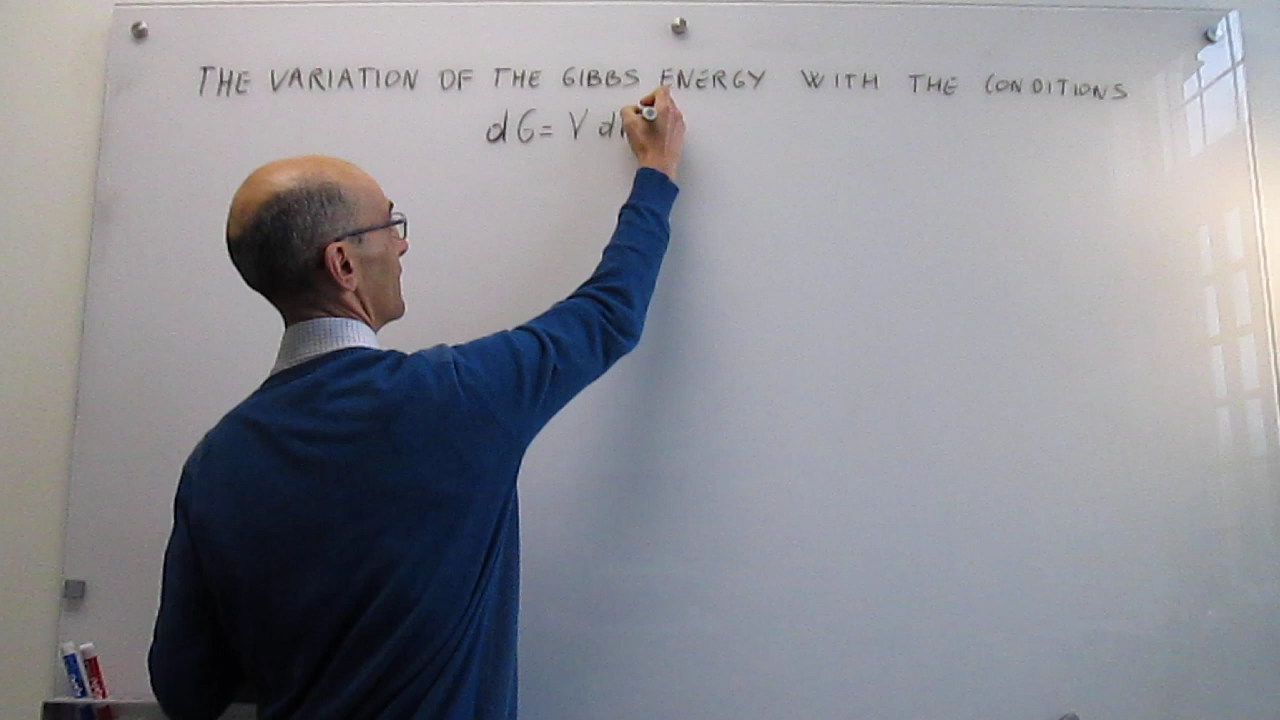 THE VARIATION OF THE GIBBS ENERGY WITH THE CONDITIONS
dG = V d